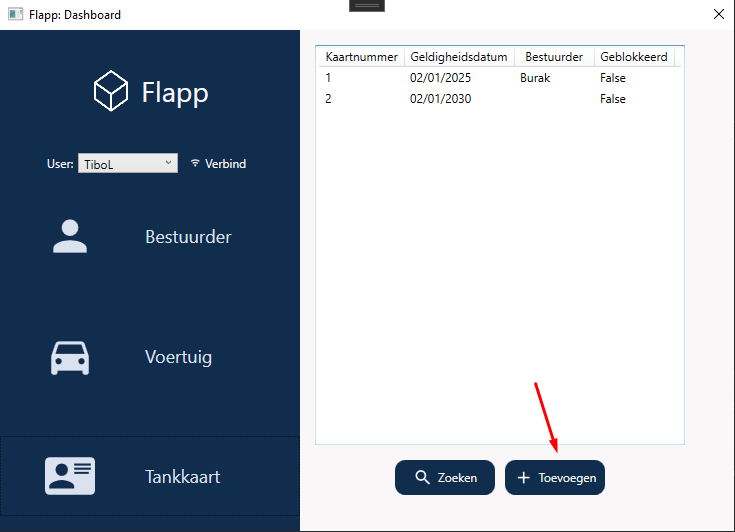 Flapp: Dashboard
Flapp
User: TiboL Verbind
Bestuurder
Voertuig
Tankkaart
Kaartnummer Geldigheidsdatum Bestuurder Geblokkeerd
1 02/01/2025 Burak False
2 02/01/2030 False
Zoeken Toevoegen